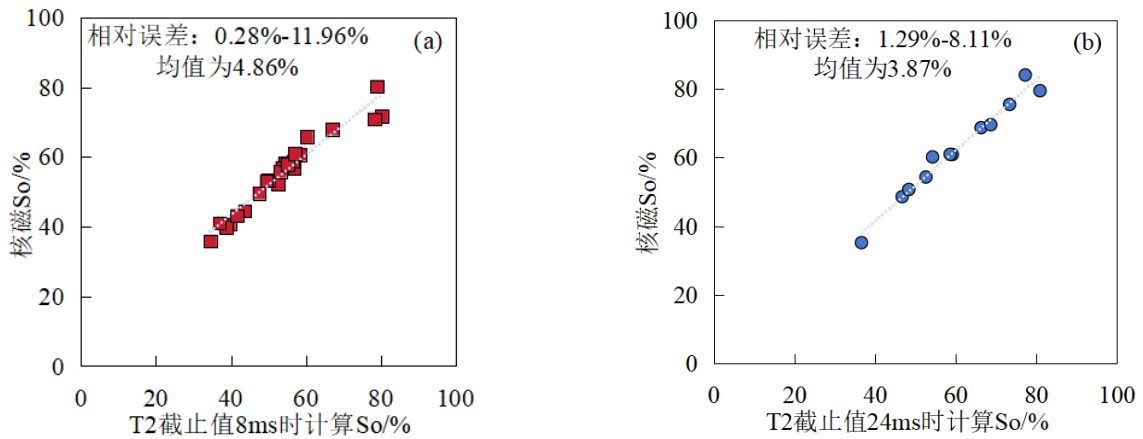 相对误差：0.28%-11.96%
均值为4.86%
(a)
100
80
60
40
20
0
核磁So/%
0 20 40 60 80 100
T2截止值8ms时计算So/%
相对误差：1.29%-8.11%
均值为3.87%
(b)
100
80
60
40
20
0
核磁So/%
0 20 40 60 80 100
T2截止值24ms时计算So/%